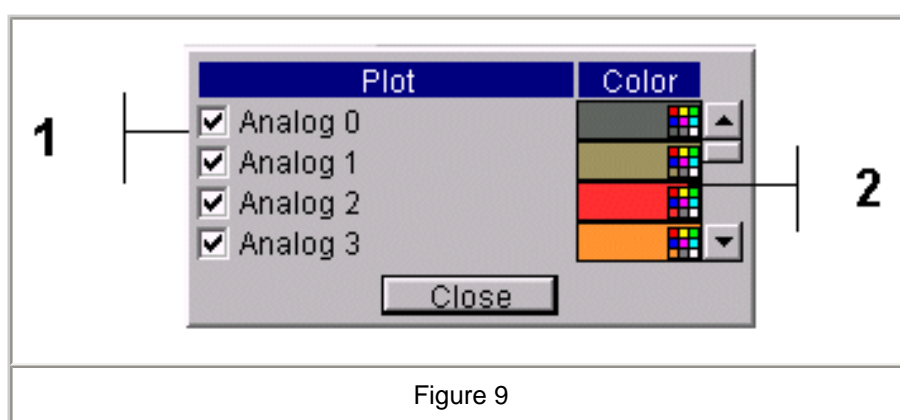 Plot Color
1 Analog 0
Analog 1
Analog 2 2
Analog 3
Close
Figure 9